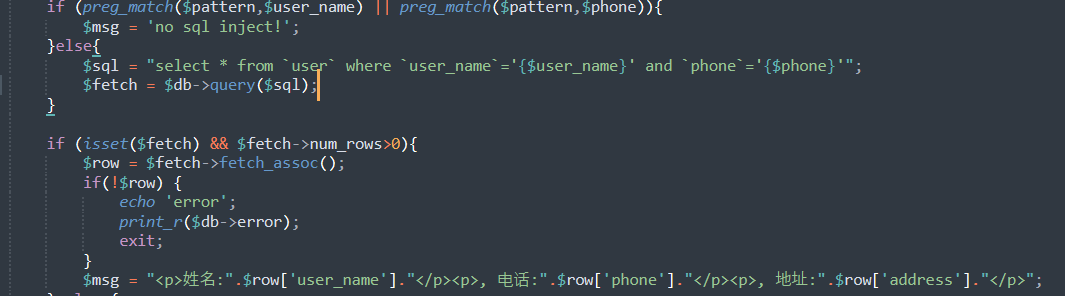 if (preg_match($pattern,$user_name) || preg_match($pattern,$phone)){
$msg = 'no sql inject!';
}else{
$sql = "select * from `user` where `user_name`='{$user_name}' and `phone`='{$phone}'";
$fetch = $db->query($sql);
}
if (isset($fetch) && $fetch->num_rows>0){
$row = $fetch->fetch_assoc();
if(!$row) {
echo 'error';
print_r($db->error);
exit;
}
$msg = "<p>姓名:".$row['user_name']."</p><p>, 电话:".$row['phone']."</p><p>, 地址:".$row['address']."</p>";